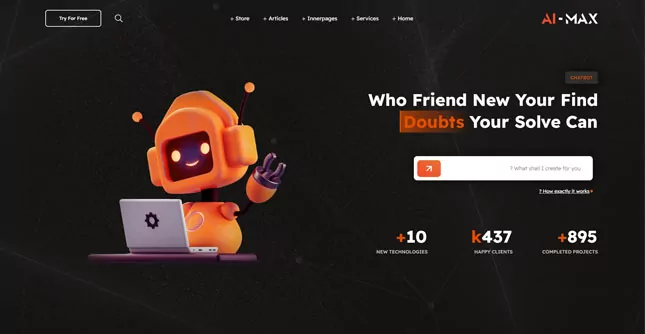 Try For Free
+ Store
+ Articles
+ Innerpages
+ Services
+ Home
AI-MAX
CHATBOT
Who Friend New Your Find
Doubts Your Solve Can
? What shall I create for you
? How exactly it works
+10
NEW TECHNOLOGIES
k437
HAPPY CLIENTS
+895
COMPLETED PROJECTS